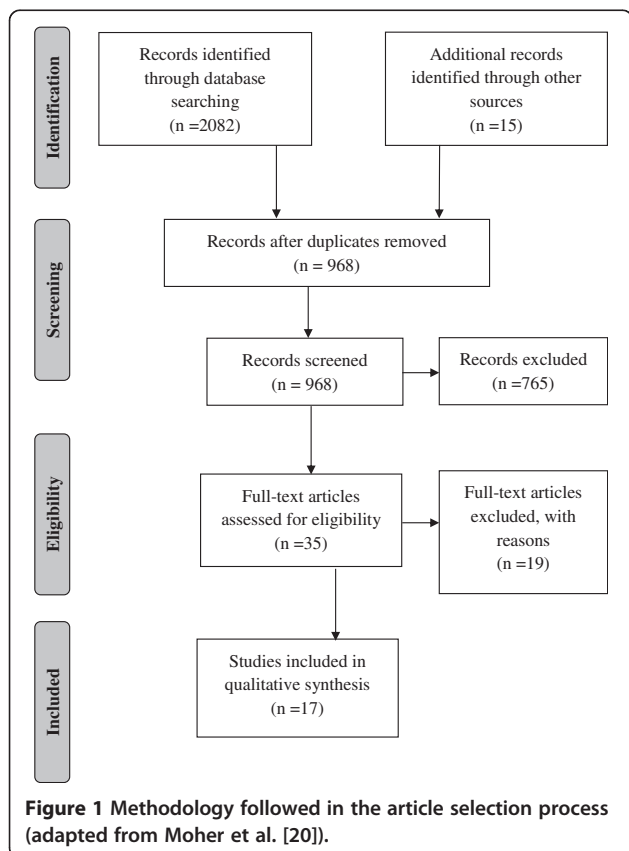 Identification
Records identified
through database
searching
(n =2082)
Additional records
identified through other
sources
(n =15)
Screening
Records after duplicates removed
(n = 968)
Records screened
(n = 968)
Records excluded
(n =765)
Eligibility
Full-text articles
assessed for eligibility
(n =35)
Full-text articles
excluded, with
reasons
(n =19)
Included
Studies included in
qualitative synthesis
(n =17)
Figure 1 Methodology followed in the article selection process
(adapted from Moher et al. [20]).